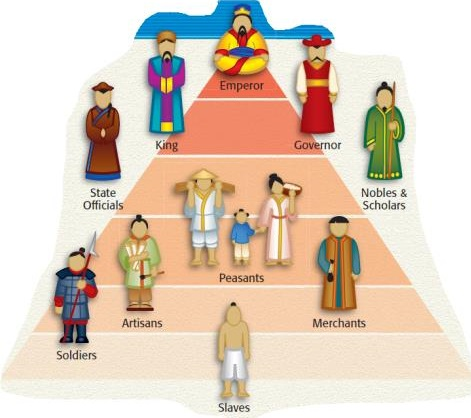 Emperor
King
Governor
State
Officials
Nobles &
Scholars
Peasants
Artisans
Merchants
Soldiers
Slaves